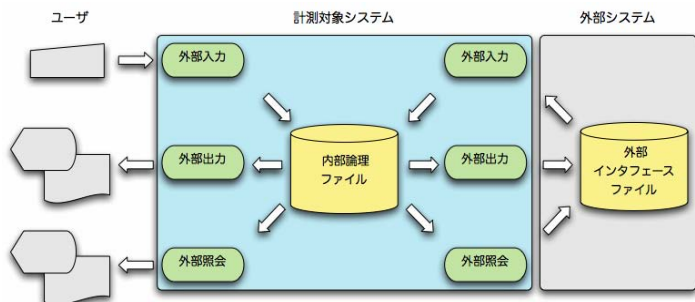 ユーザ
計測対象システム
外部システム
外部入力
外部入力
外部出力
内部論理
ファイル
外部出力
外部
インタフェース
ファイル
外部照会
外部照会